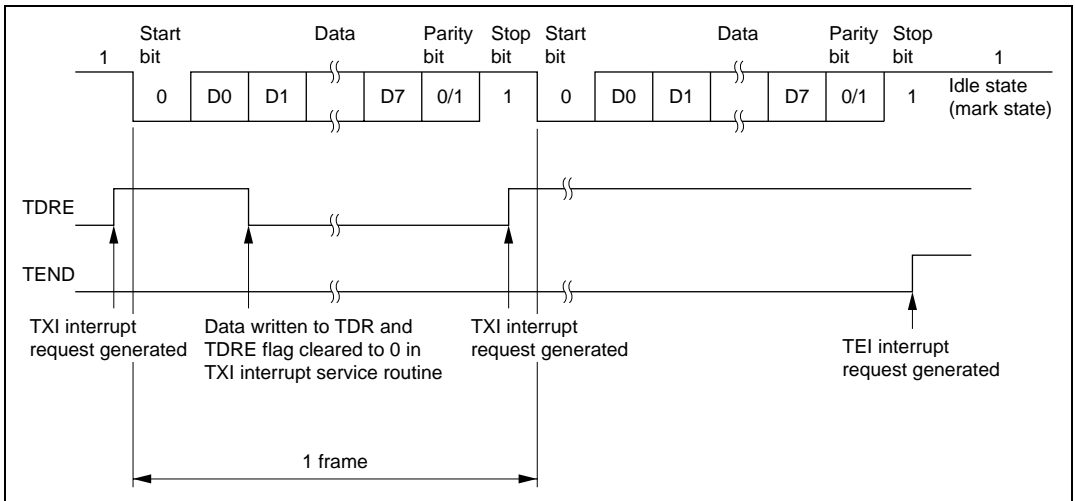 Start bit Data Parity bit Stop bit Start bit Data Parity bit Stop bit
1 1
0 D0 D1 D7 0/1 1 0 D0 D1 D7 0/1 1 Idle state (mark state)
TDRE
TEND
TXI interrupt
request generated
Data written to TDR and
TDRE flag cleared to 0 in
TXI interrupt service routine
TXI interrupt
request generated
TEI interrupt
request generated
1 frame